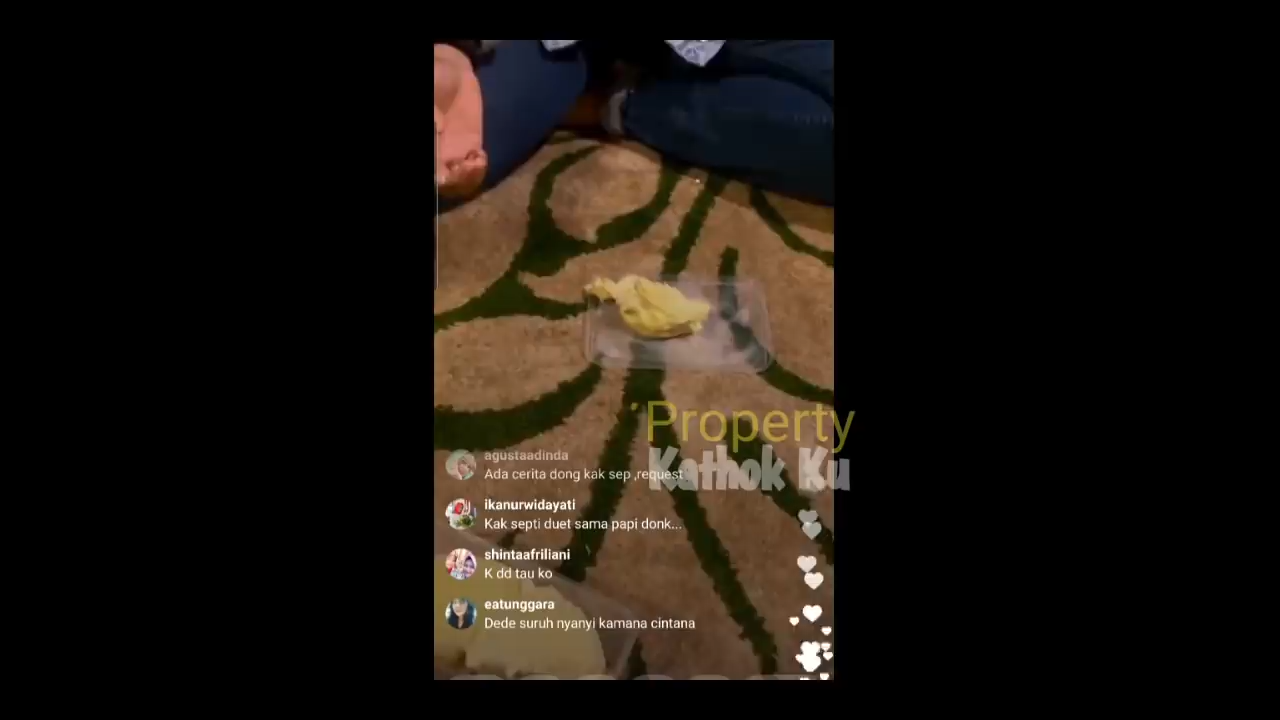 Property
Kathok Ku
agustaadinda
Ada cerita dong kak sep ,request
ikanurwidayati
Kak septi duet sama papi donk...
shintaafriliani
K dd tau ko
eatunggara
Dede suruh nyanyi kamana cintana